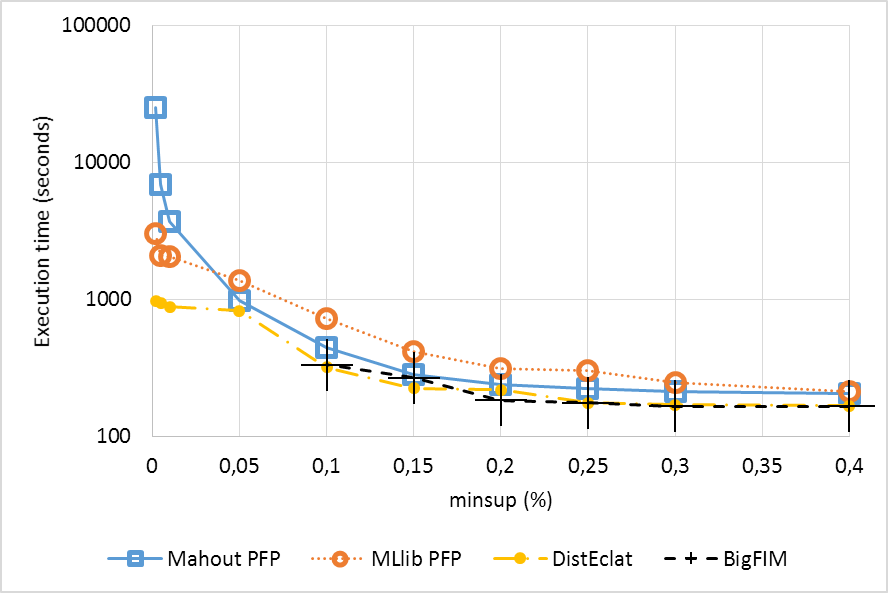 100000
10000
1000
100
Execution time (seconds)
0 0,05 0,1 0,15 0,2 0,25 0,3 0,35 0,4
minsup (%)
Mahout PFP MLlib PFP DistEclat BigFIM